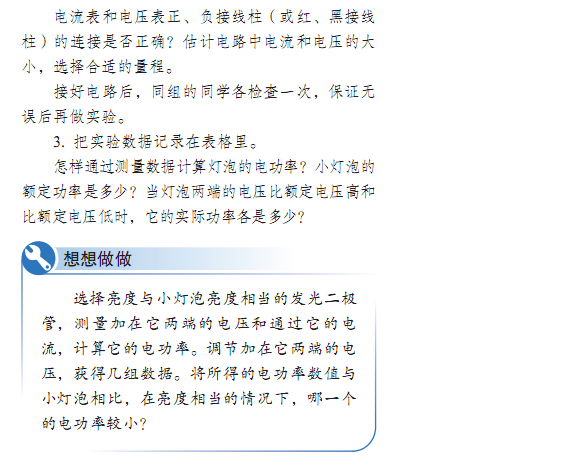 电流表和电压表正、负接线柱（或红、黑接线
柱）的连接是否正确？估计电路中电流和电压的大
小，选择合适的量程。
接好电路后，同组的同学各检查一次，保证无
误后再做实验。
3. 把实验数据记录在表格里。
怎样通过测量数据计算灯泡的电功率？小灯泡的
额定功率是多少？当灯泡两端的电压比额定电压高和
比额定电压低时，它的实际功率各是多少？
想想做做
选择亮度与小灯泡亮度相当的发光二极
管，测量加在它两端的电压和通过它的电
流，计算它的电功率。调节加在它两端的电
压，获得几组数据。将所得的电功率数值与
小灯泡相比，在亮度相当的情况下，哪一个
的电功率较小？